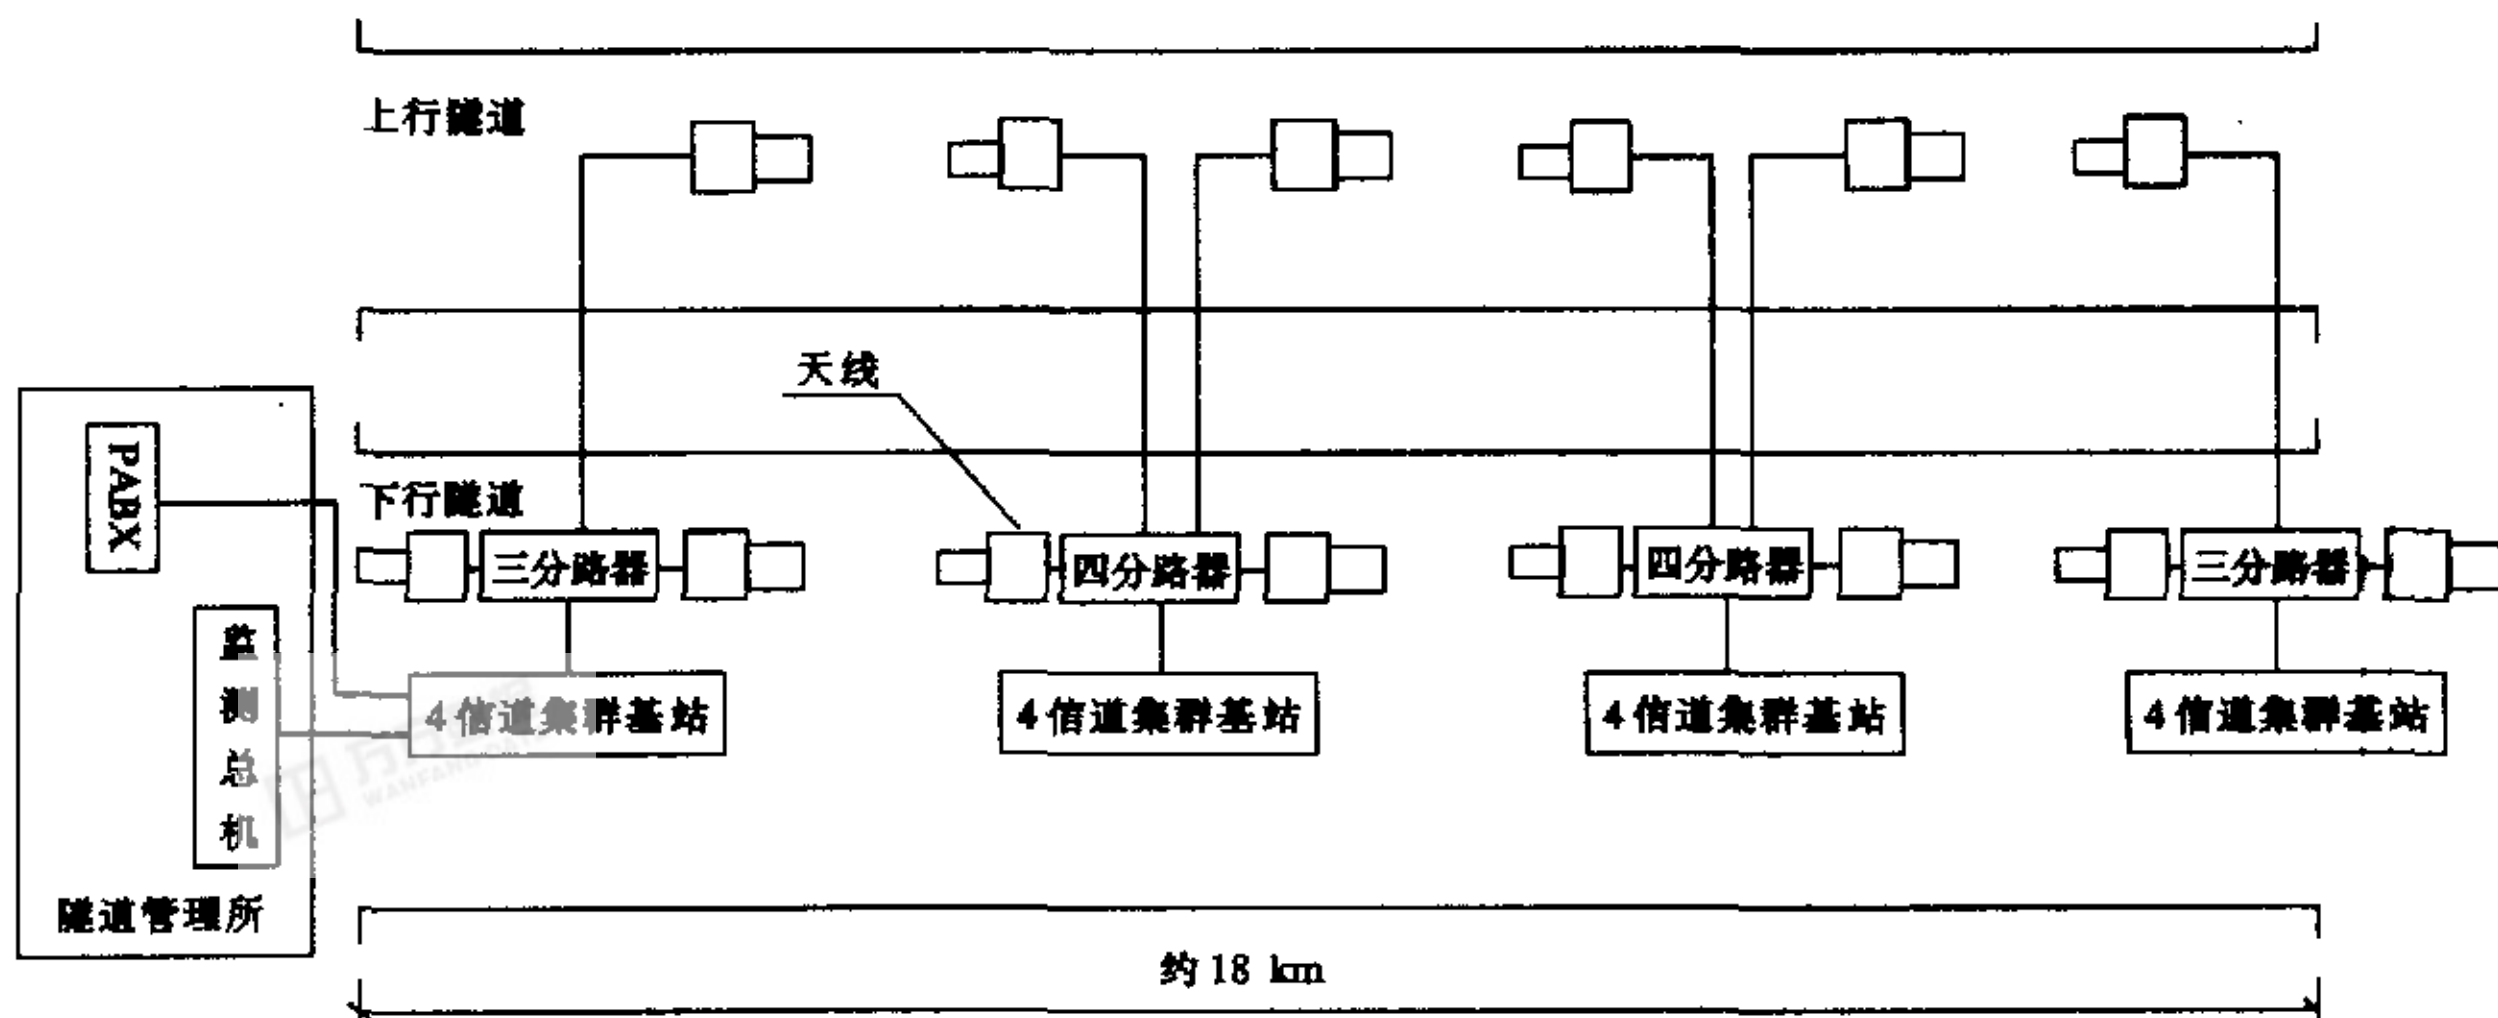 上行隧道
天线
PABX
下行隧道
三分路器
四分路器
四分路器
三分路器
监测总机
4信道集群基站
4信道集群基站
4信道集群基站
4信道集群基站
隧道管理所
约18 km